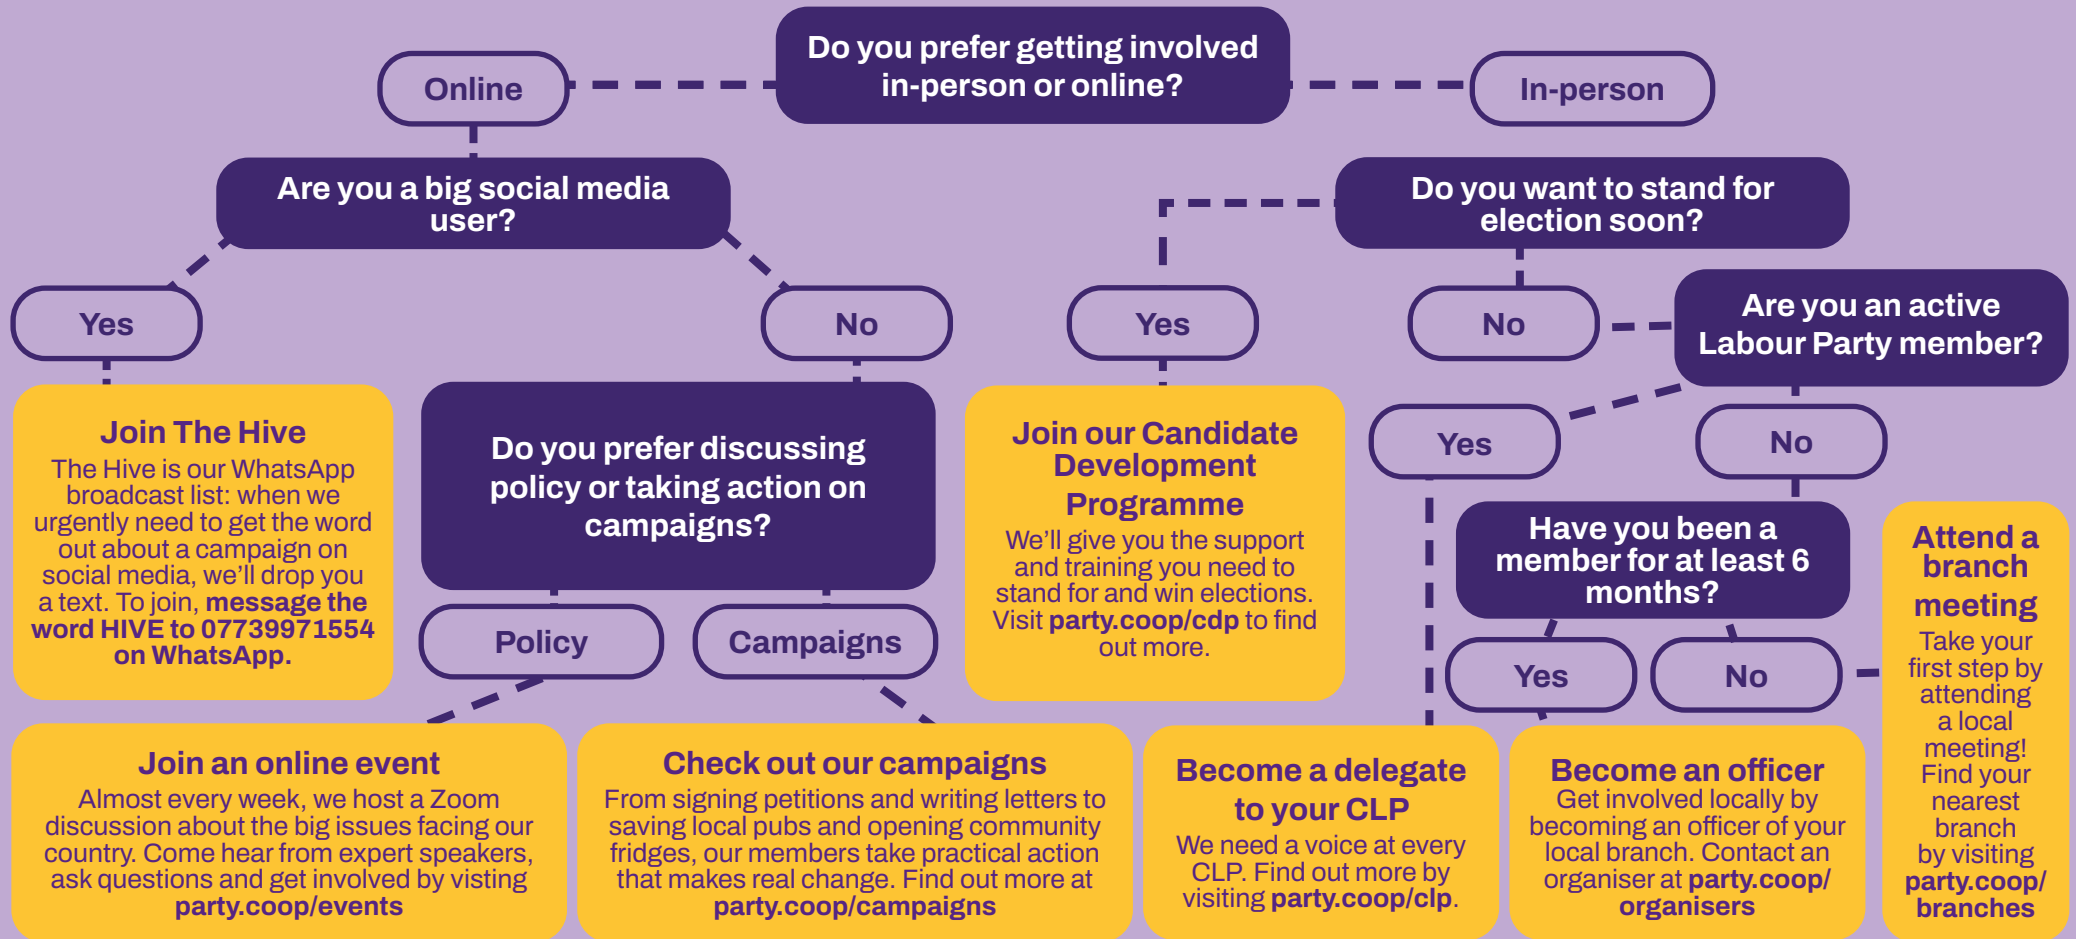 Do you prefer getting involved
in-person or online?
Online
In-person
Are you a big social media
user?
Do you want to stand for
election soon?
Yes
No
Yes
No
Are you an active
Labour Party member?
Join The Hive
The Hive is our WhatsApp
broadcast list: when we
urgently need to get the word
out about a campaign on
social media, we'll drop you
a text. To join, message the
word HIVE to 07739971554
on WhatsApp.
Do you prefer discussing
policy or taking action on
campaigns?
Join our Candidate
Development
Programme
We'll give you the support
and training you need to
stand for and win elections.
Visit party.coop/cdp to find
out more.
Yes
No
Have you been a
member for at least 6
months?
Policy
Campaigns
Yes
No
Attend a
branch
meeting
Take your
first step by
attending
a local
meeting!
Find your
nearest
branch
by visiting
party.coop/
branches
Join an online event
Almost every week, we host a Zoom
discussion about the big issues facing our
country. Come hear from expert speakers,
ask questions and get involved by visting
party.coop/events
Check out our campaigns
From signing petitions and writing letters to
saving local pubs and opening community
fridges, our members take practical action
that makes real change. Find out more at
party.coop/campaigns
Become a delegate
to your CLP
We need a voice at every
CLP. Find out more by
visiting party.coop/clp.
Become an officer
Get involved locally by
becoming an officer of your
local branch. Contact an
organiser at party.coop/
organisers